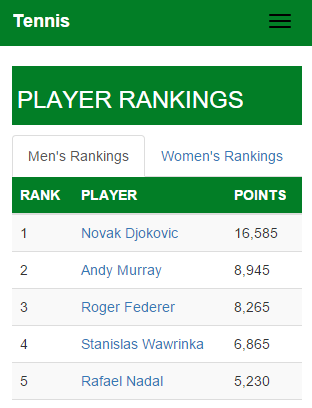 Tennis
PLAYER RANKINGS
Men's Rankings Women's Rankings
RANK PLAYER POINTS
1 Novak Djokovic 16,585
2 Andy Murray 8,945
3 Roger Federer 8,265
4 Stanislas Wawrinka 6,865
5 Rafael Nadal 5,230